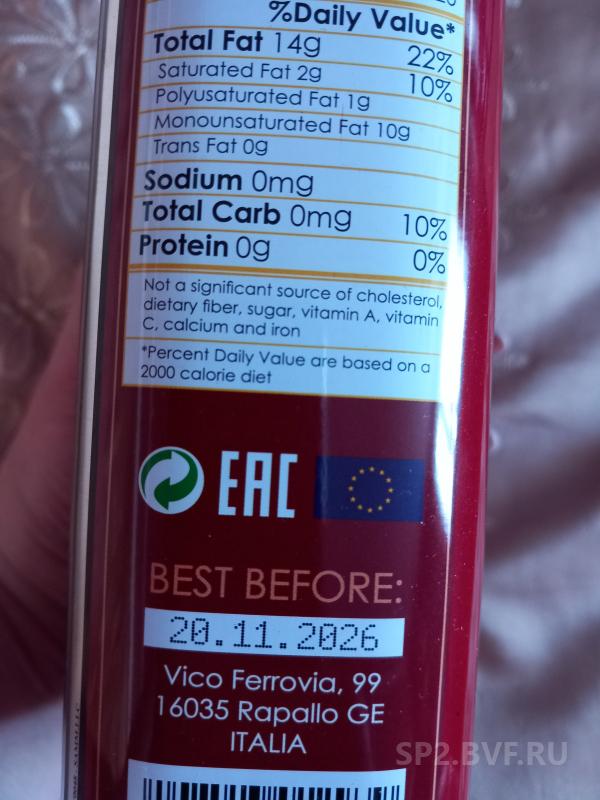 %Daily Value*
Total Fat 14g 22%
Saturated Fat 2g 10%
Polyusaturated Fat 1g
Monounsaturated Fat 10g
Trans Fat 0g
Sodium 0mg
Total Carb 0mg 10%
Protein 0g 0%
Not a significant source of cholesterol,
dietary fiber, sugar, vitamin A, vitamin
C, calcium and iron
*Percent Daily Value are based on a
2000 calorie diet
EAC
BEST BEFORE:
20.11.2026
Vico Ferrovia, 99
16035 Rapallo GE
ITALIA
SP2.BVF.RU